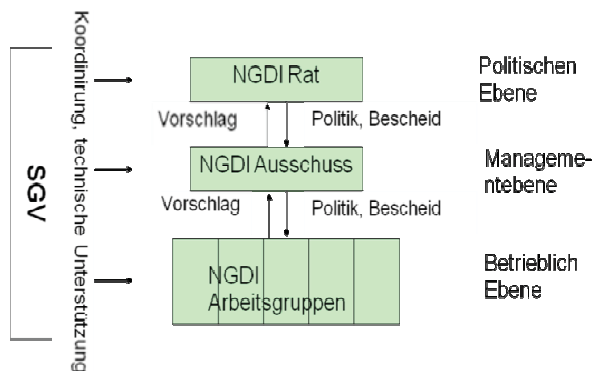 SGV
Koordinirung, technische Unterstützung
NGDI Rat
Politischen
Ebene
Vorschlag
Politik, Bescheid
NGDI Ausschuss
Manageme-
ntebene
Vorschlag
Politik, Bescheid
NGDI
Arbeitsgruppen
Betrieblich
Ebene